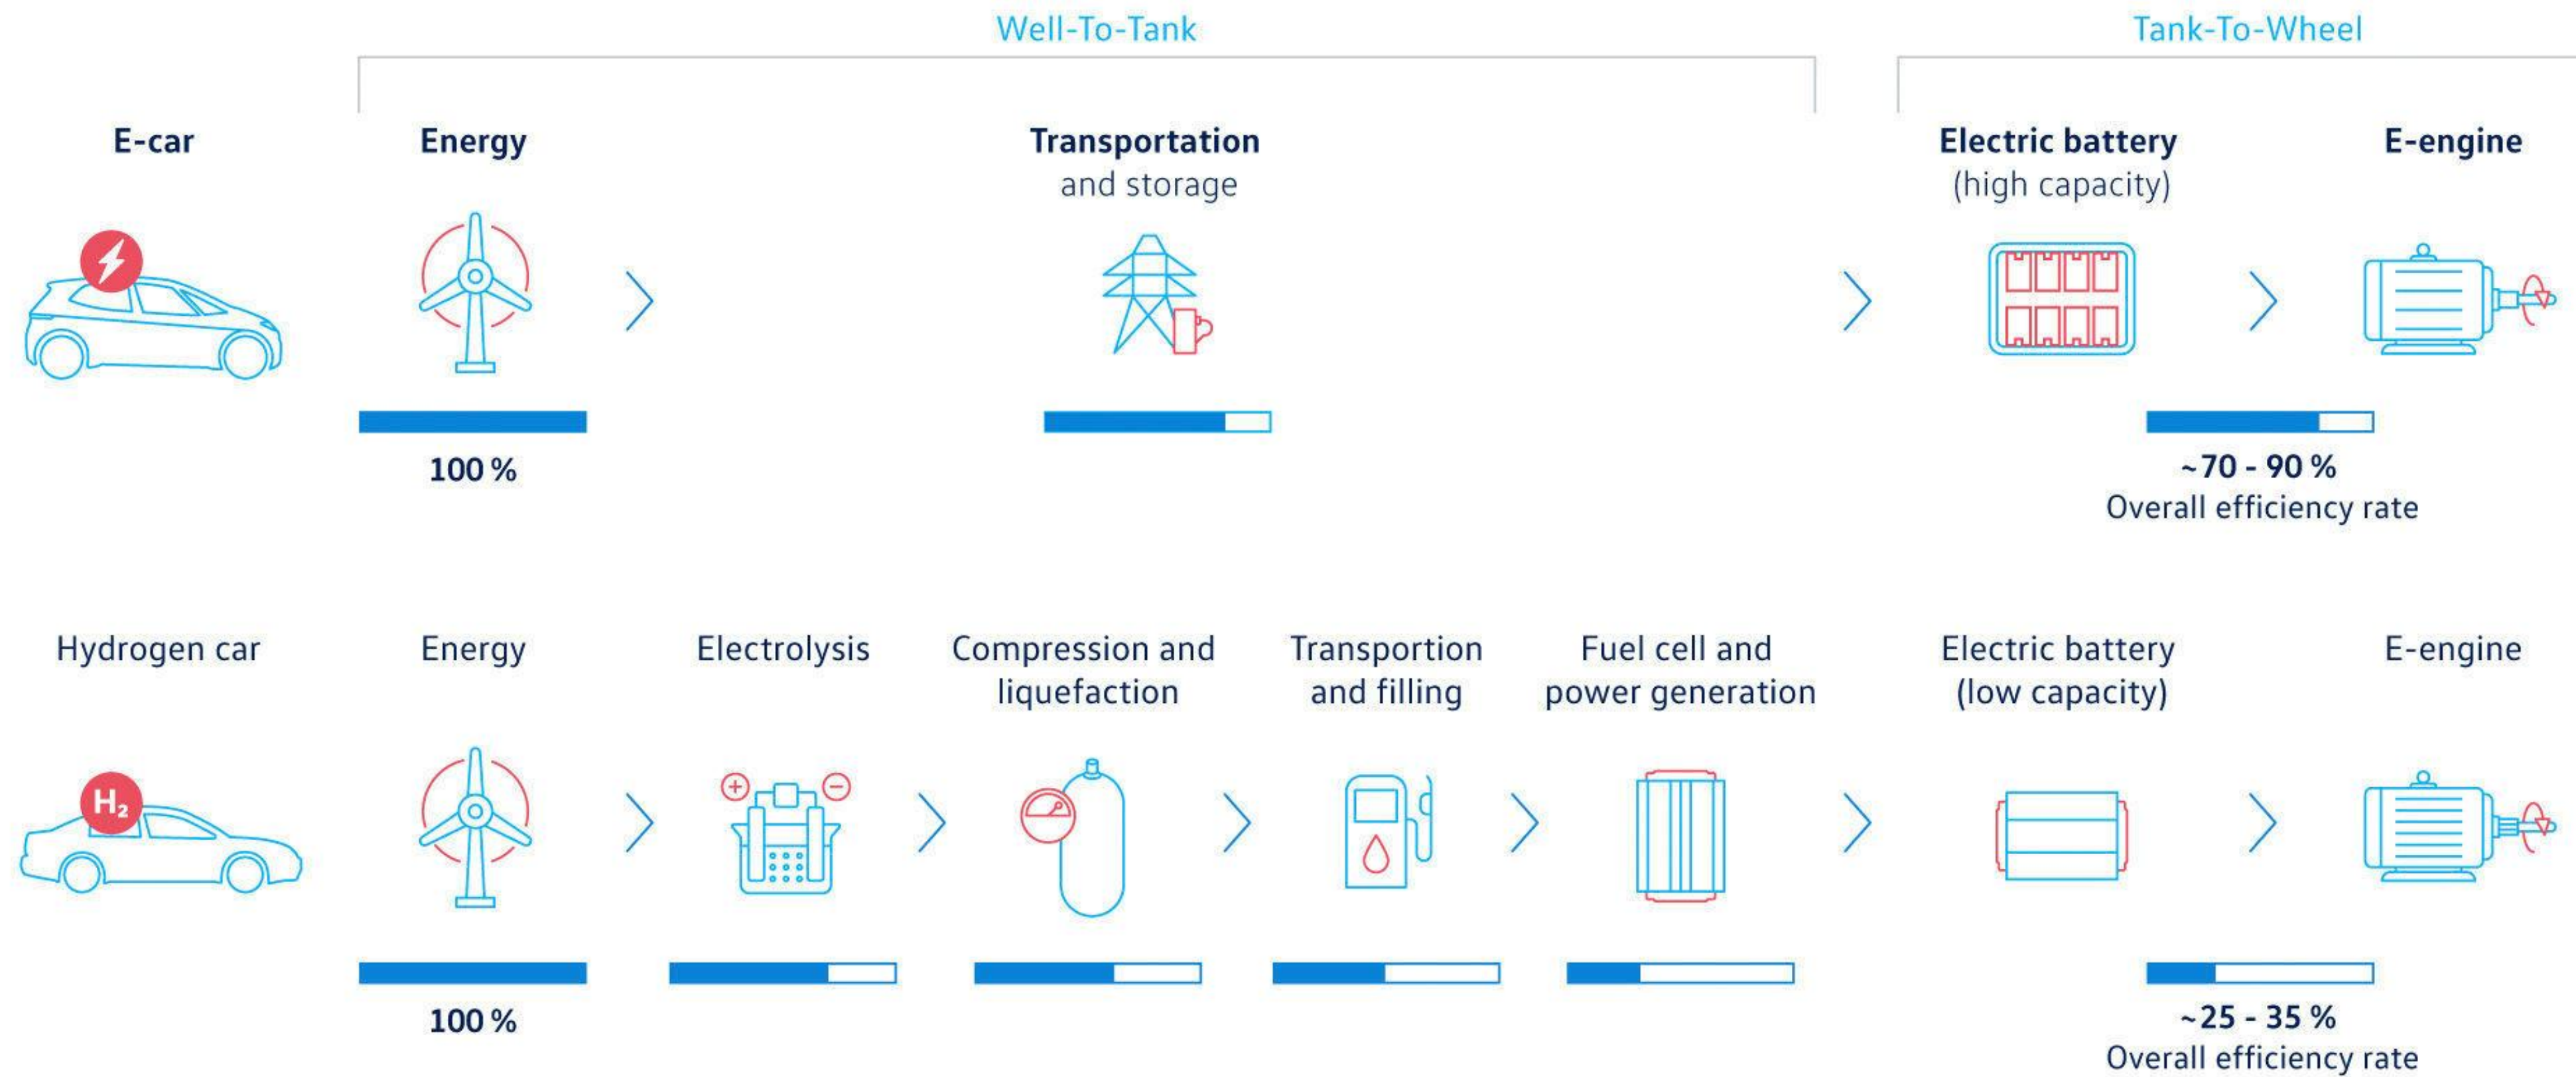 Well-To-Tank
Tank-To-Wheel
E-car
Energy
Transportation
and storage
Electric battery
(high capacity)
E-engine
100 %
~70 - 90 %
Overall efficiency rate
Hydrogen car
Energy
Electrolysis
Compression and
liquefaction
Transportion
and filling
Fuel cell and
power generation
Electric battery
(low capacity)
E-engine
H₂
100 %
~25 - 35 %
Overall efficiency rate